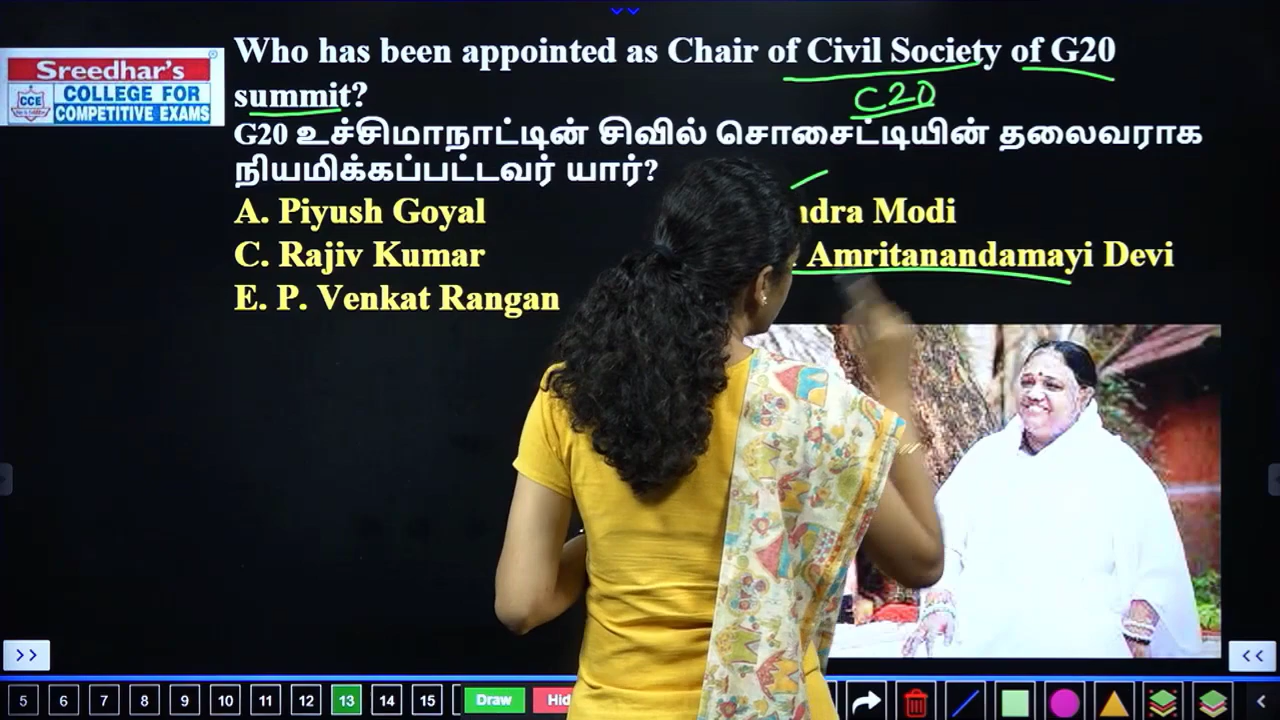 Who has been appointed as Chair of Civil Society of G20
summit?
C20
G20 உச்சிமாநாட்டின் சிவில் சொசைட்டியின் தலைவராக
நியமிக்கப்பட்டவர் யார்?
A. Piyush Goyal
ndra Modi
C. Rajiv Kumar
Amritanandamayi Devi
E. P. Venkat Rangan
Sreedhar's
CCE
COLLEGE FOR
COMPETITIVE EXAMS
>>
<<
5 6 7 8 9 10 11 12 13 14 15 Draw Hid